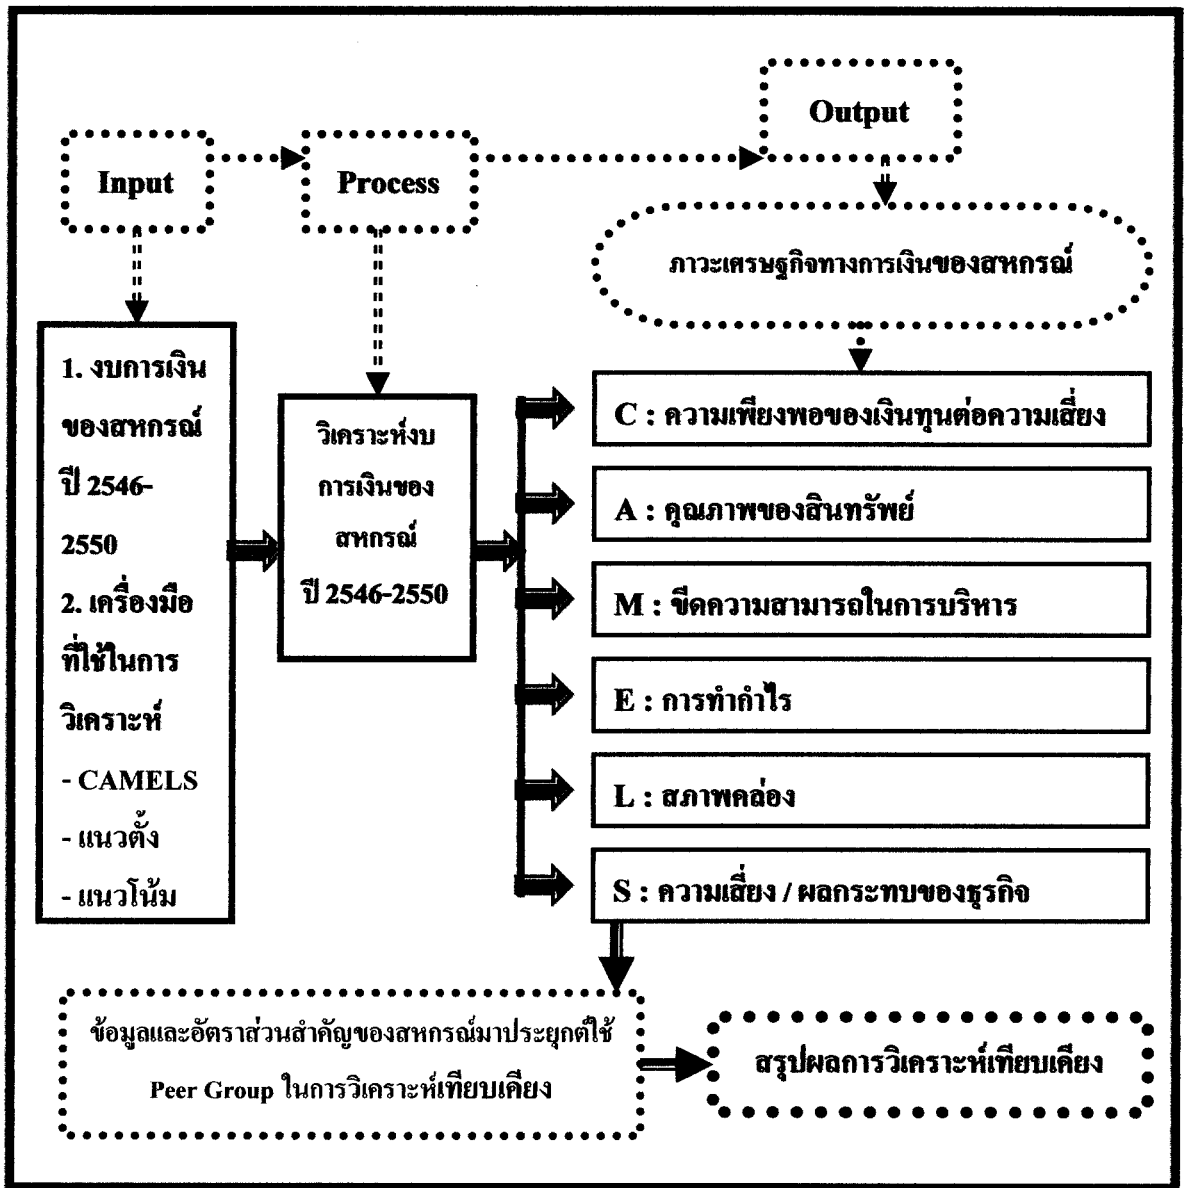 Output
Input
Process
ภาวะเศรษฐกิจทางการเงินของสหกรณ์
1. งบการเงิน
ของสหกรณ์
ปี 2546-
2550
2. เครื่องมือ
ที่ใช้ในการ
วิเคราะห์
- CAMELS
- แนวตั้ง
- แนวโน้ม
วิเคราะห์งบ
การเงินของ
สหกรณ์
ปี 2546-2550
C : ความเพียงพอของเงินทุนต่อความเสี่ยง
A : คุณภาพของสินทรัพย์
M : ขีดความสามารถในการบริหาร
E : การทำกำไร
L : สภาพคล่อง
S : ความเสี่ยง / ผลกระทบของธุรกิจ
ข้อมูลและอัตราส่วนสำคัญของสหกรณ์มาประยุกต์ใช้
Peer Group ในการวิเคราะห์เทียบเคียง
สรุปผลการวิเคราะห์เทียบเคียง